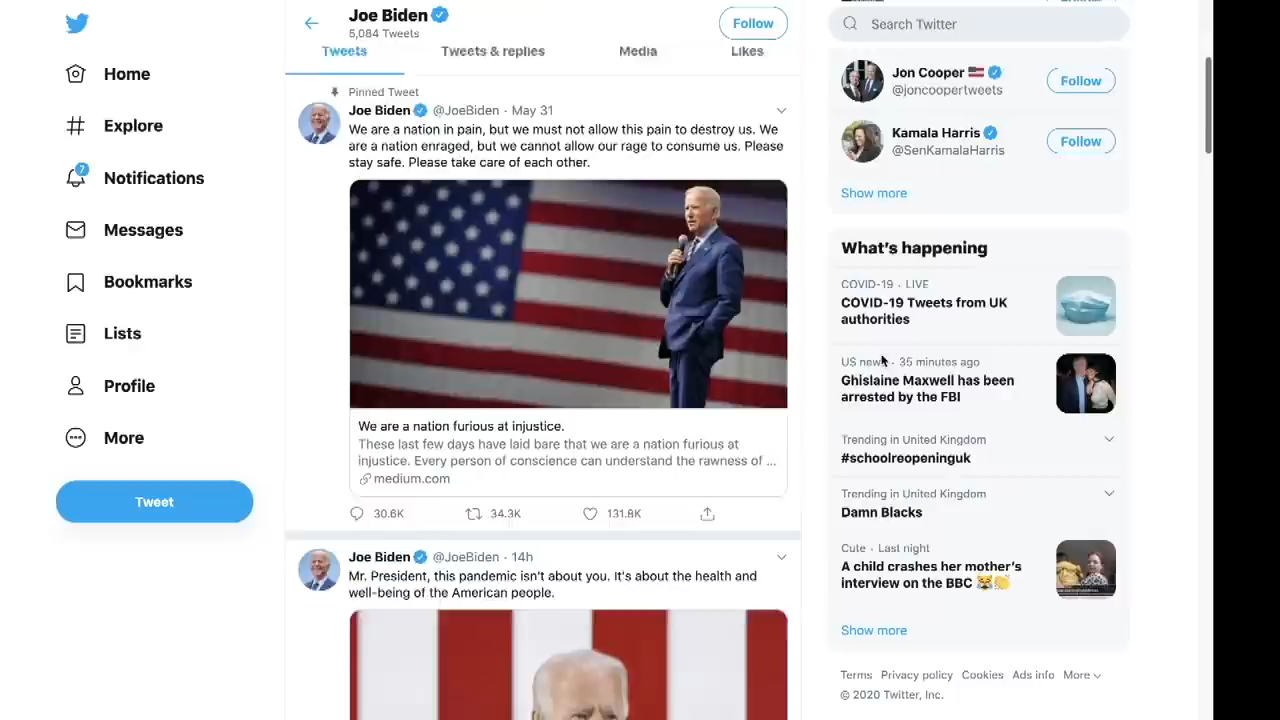 Home
Explore
7
Notifications
Messages
Bookmarks
Lists
Profile
More
Tweet
Joe Biden
5,084 Tweets
Follow
Tweets
Tweets & replies
Media
Likes
Pinned Tweet
Joe Biden @JoeBiden · May 31
We are a nation in pain, but we must not allow this pain to destroy us. We
are a nation enraged, but we cannot allow our rage to consume us. Please
stay safe. Please take care of each other.
We are a nation furious at injustice.
These last few days have laid bare that we are a nation furious at
injustice. Every person of conscience can understand the rawness of ...
medium.com
30.6K
34.3K
131.8K
Joe Biden @JoeBiden · 14h
Mr. President, this pandemic isn't about you. It's about the health and
well-being of the American people.
Search Twitter
Jon Cooper
@joncoopertweets
Follow
Kamala Harris
@SenKamalaHarris
Follow
Show more
What's happening
COVID-19 · LIVE
COVID-19 Tweets from UK
authorities
US news · 35 minutes ago
Ghislaine Maxwell has been
arrested by the FBI
Trending in United Kingdom
#schoolreopeninguk
Trending in United Kingdom
Damn Blacks
Cute · Last night
A child crashes her mother's
interview on the BBC 😹👏
Show more
Terms Privacy policy Cookies Ads info More
© 2020 Twitter, Inc.